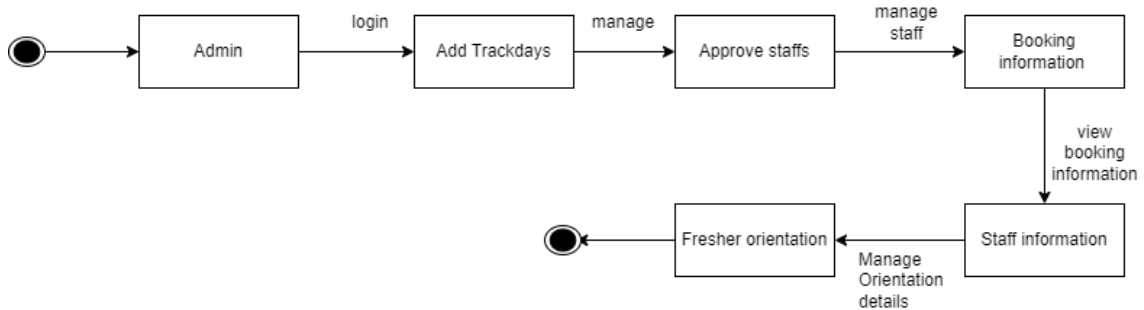 login
manage
manage
staff
Admin
Add Trackdays
Approve staffs
Booking
information
view
booking
information
Fresher orientation
Staff information
Manage
Orientation
details